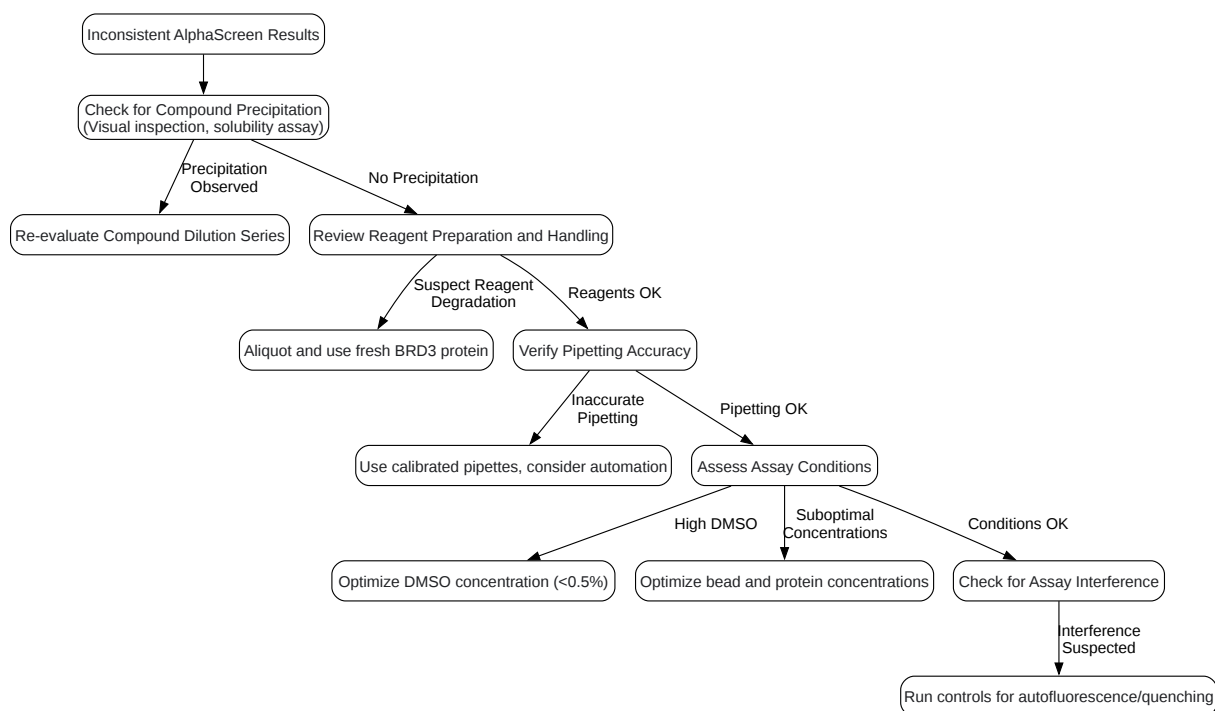 Inconsistent AlphaScreen Results
Check for Compound Precipitation
(Visual inspection, solubility assay)
Precipitation
Observed
No Precipitation
Re-evaluate Compound Dilution Series
Review Reagent Preparation and Handling
Suspect Reagent
Degradation
Reagents OK
Aliquot and use fresh BRD3 protein
Verify Pipetting Accuracy
Inaccurate
Pipetting
Pipetting OK
Use calibrated pipettes, consider automation
Assess Assay Conditions
High DMSO
Suboptimal
Concentrations
Conditions OK
Optimize DMSO concentration (<0.5%)
Optimize bead and protein concentrations
Check for Assay Interference
Interference
Suspected
Run controls for autofluorescence/quenching